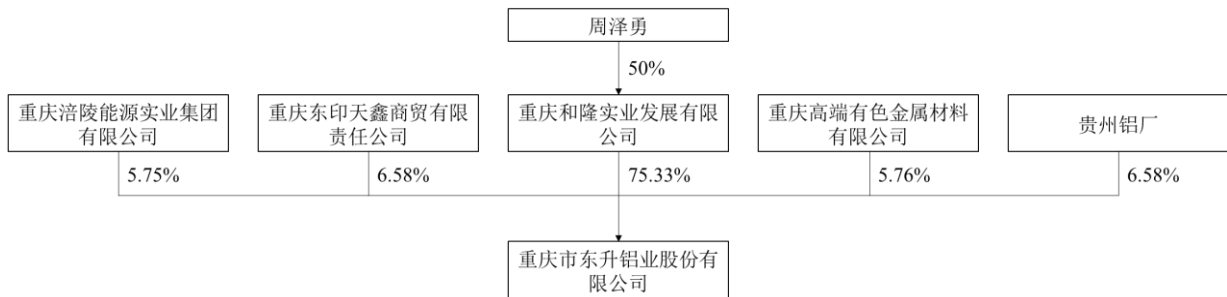 周泽勇
50%
重庆涪陵能源实业集团
有限公司
重庆东印天鑫商贸有限
责任公司
重庆和隆实业发展有限
公司
重庆高端有色金属材料
有限公司
贵州铝厂
5.75%
6.58%
75.33%
5.76%
6.58%
重庆市东升铝业股份有
限公司